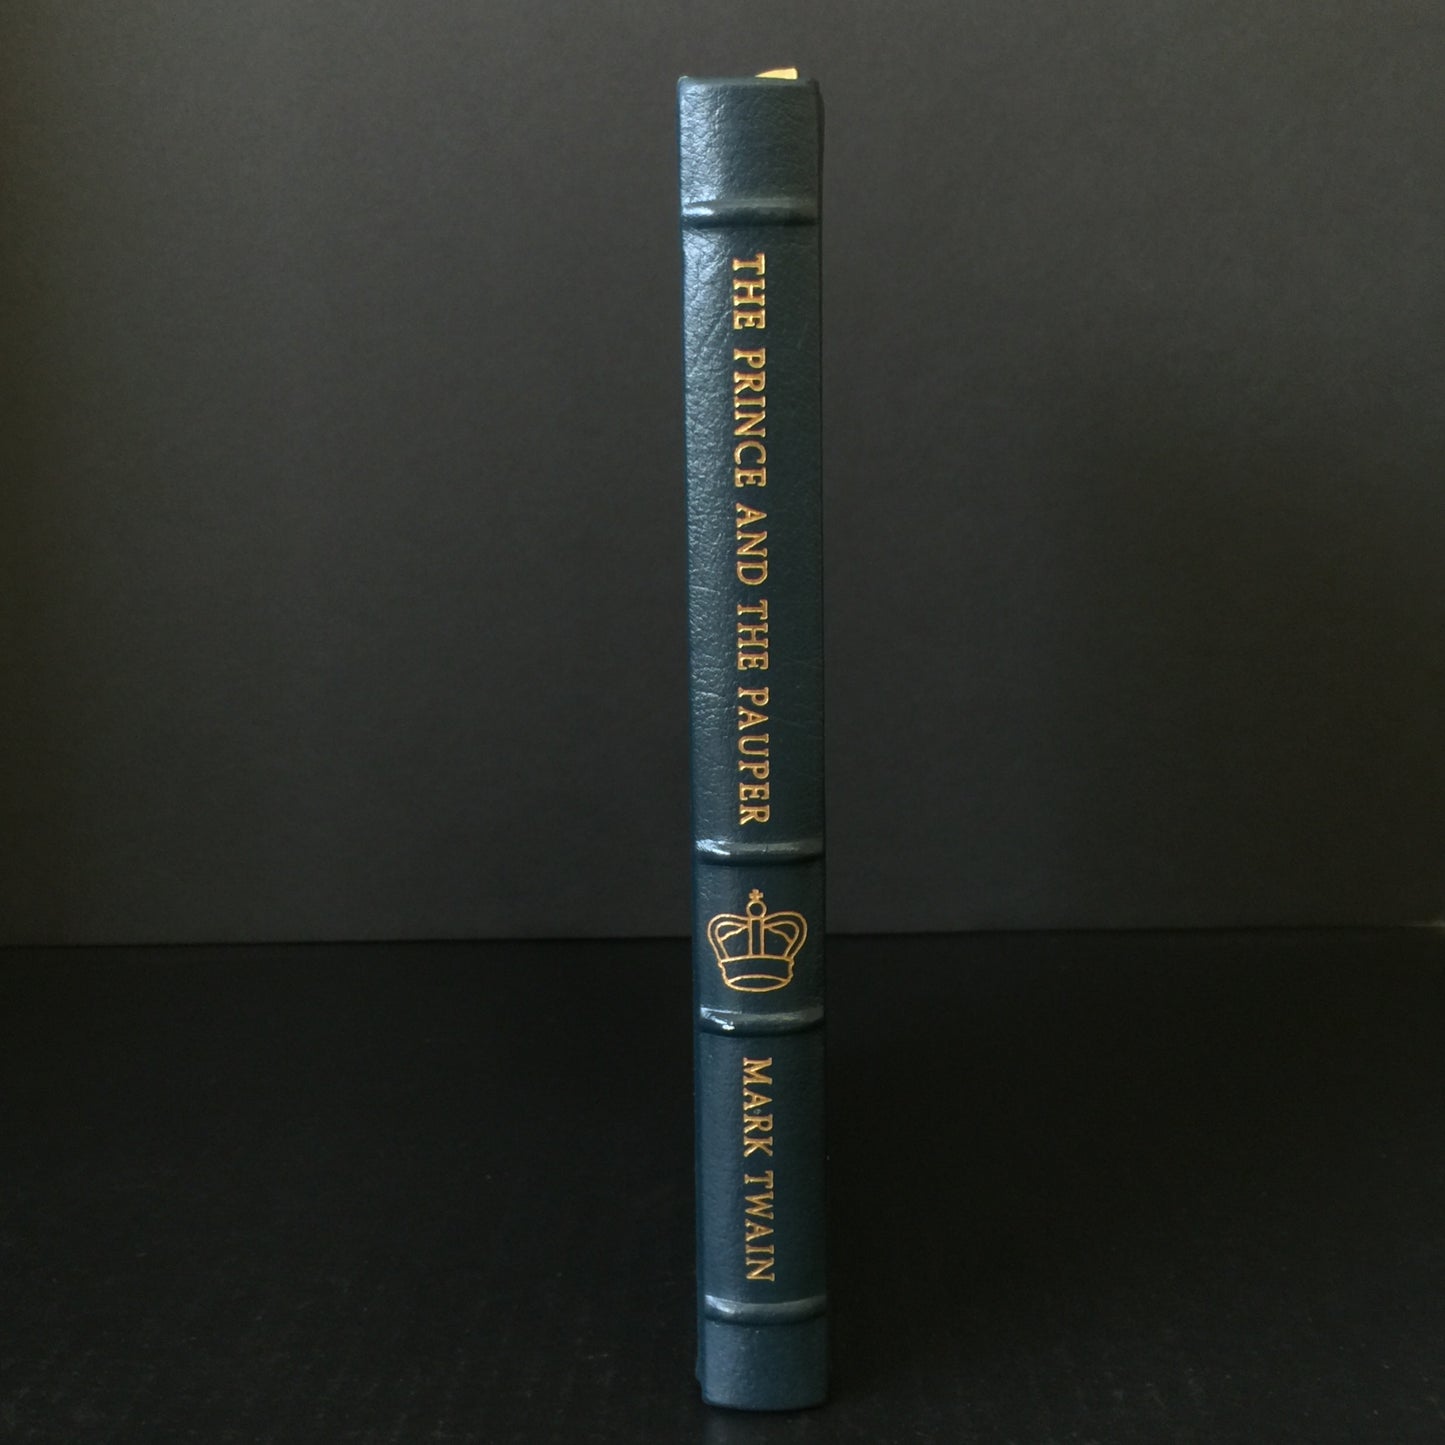 THE PRINCE AND THE PAUPER
MARK TWAIN